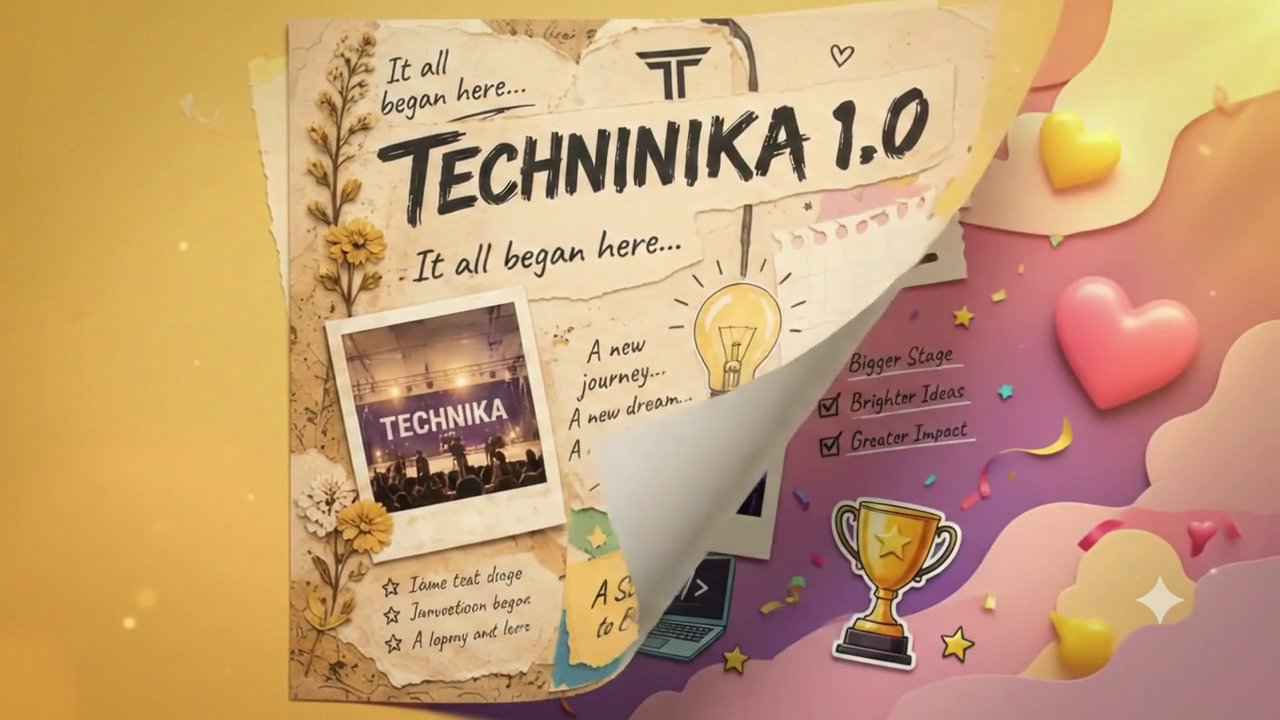 It all
began here...
TECHNINIKA 1.0
It all began here...
TECHNIKA
A new
journey...
A new dream...
A
Bigger Stage
Brighter Ideas
Greater Impact
A
to E
/>